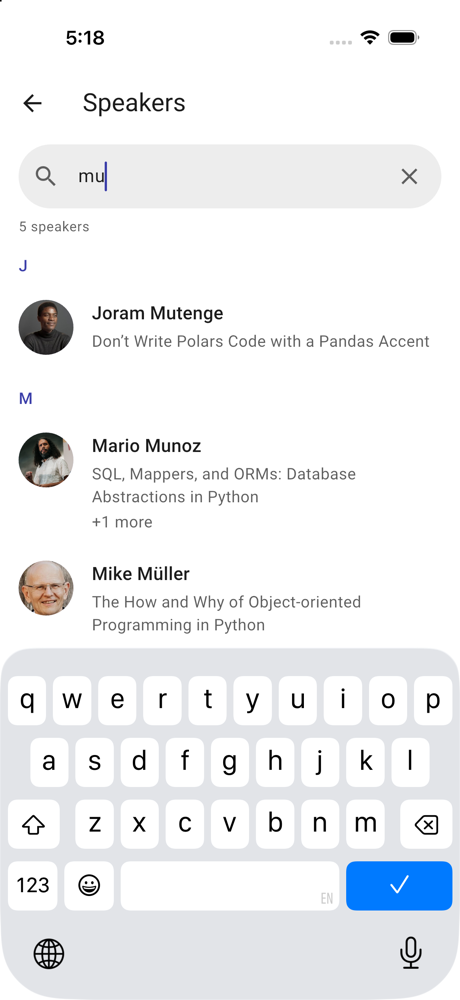 5:18
Speakers
mu
5 speakers
J
Joram Mutenge
Don’t Write Polars Code with a Pandas Accent
M
Mario Munoz
SQL, Mappers, and ORMs: Database
Abstractions in Python
+1 more
Mike Müller
The How and Why of Object-oriented
Programming in Python
q w e r t y u i o p
a s d f g h j k l
z x c v b n m
123
EN